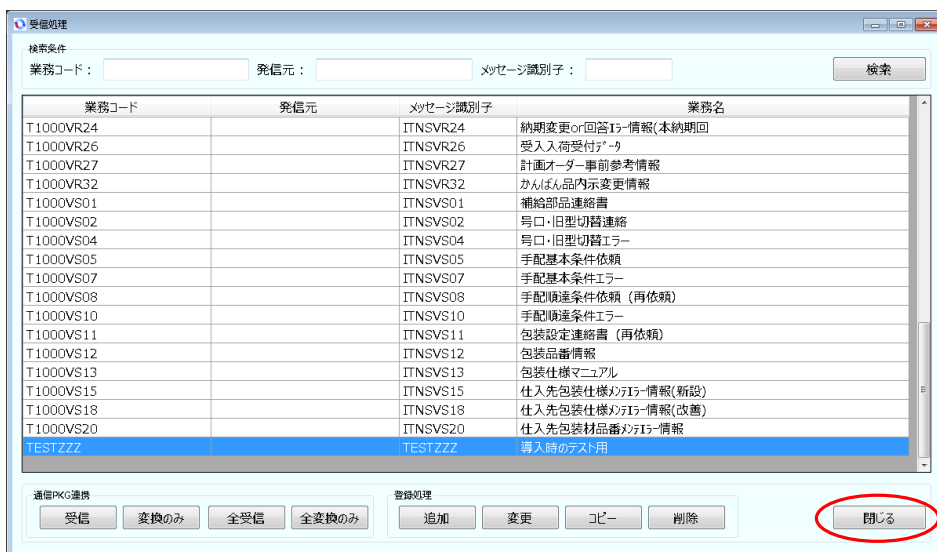 受信処理
検索条件
業務コード： 発信元： メッセージ識別子： 検索
業務コード 発信元 メッセージ識別子 業務名
T1000VR24 ITNSVR24 納期変更or回答ｴﾗｰ情報(本納期回
T1000VR26 ITNSVR26 受入入荷受付ﾃﾞｰﾀ
T1000VR27 ITNSVR27 計画オーダー事前参考情報
T1000VR32 ITNSVR32 かんばん品内示変更情報
T1000VS01 ITNSVS01 補給部品連絡書
T1000VS02 ITNSVS02 号口・旧型切替連絡
T1000VS04 ITNSVS04 号口・旧型切替エラー
T1000VS05 ITNSVS05 手配基本条件依頼
T1000VS07 ITNSVS07 手配基本条件エラー
T1000VS08 ITNSVS08 手配順達条件依頼（再依頼）
T1000VS10 ITNSVS10 手配順達条件エラー
T1000VS11 ITNSVS11 包装設定連絡書（再依頼）
T1000VS12 ITNSVS12 包装品番情報
T1000VS13 ITNSVS13 包装仕様マニュアル
T1000VS15 ITNSVS15 仕入先包装仕様ﾒﾝﾃｴﾗｰ情報(新設)
T1000VS18 ITNSVS18 仕入先包装仕様ﾒﾝﾃｴﾗｰ情報(改善)
T1000VS20 ITNSVS20 仕入先包装材品番ﾒﾝﾃｴﾗｰ情報
TESTZZZ TESTZZZ 導入時のテスト用
通信PKG連携 登録処理
受信 変換のみ 全受信 全変換のみ 追加 変更 コピー 削除 閉じる